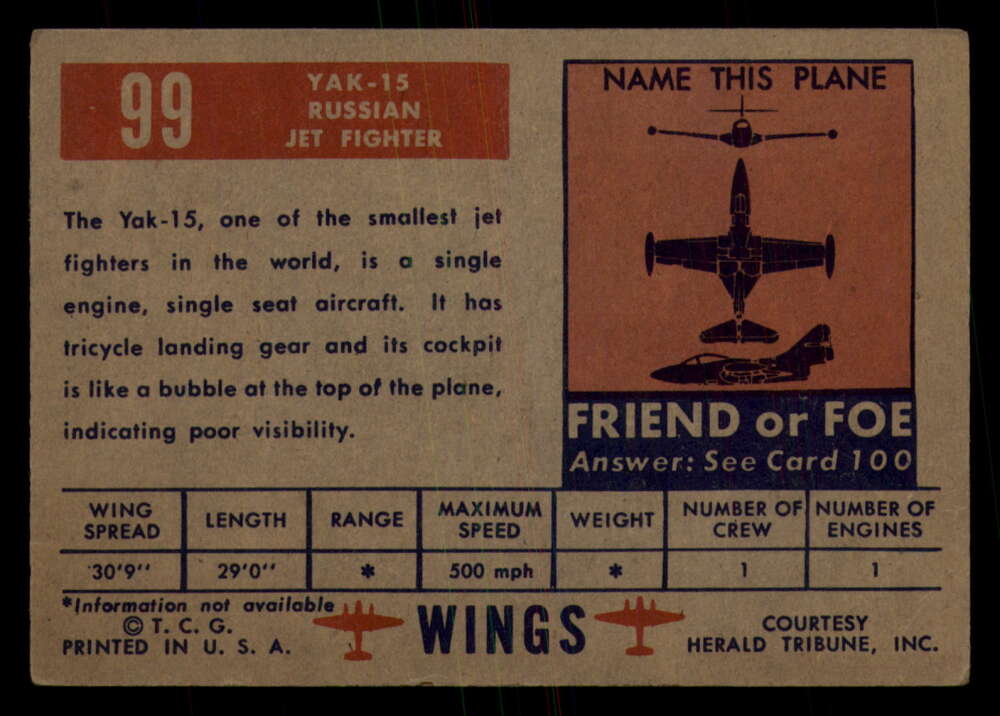 99
YAK-15
RUSSIAN
JET FIGHTER
The Yak-15, one of the smallest jet
fighters in the world, is a single
engine, single seat aircraft. It has
tricycle landing gear and its cockpit
is like a bubble at the top of the plane,
indicating poor visibility.
NAME THIS PLANE
FRIEND or FOE
Answer: See Card 100
WING SPREAD LENGTH RANGE MAXIMUM SPEED WEIGHT NUMBER OF CREW NUMBER OF ENGINES
30'9" 29'0" * 500 mph * 1 1
*Information not available
© T. C. G.
PRINTED IN U. S. A.
WINGS
COURTESY
HERALD TRIBUNE, INC.